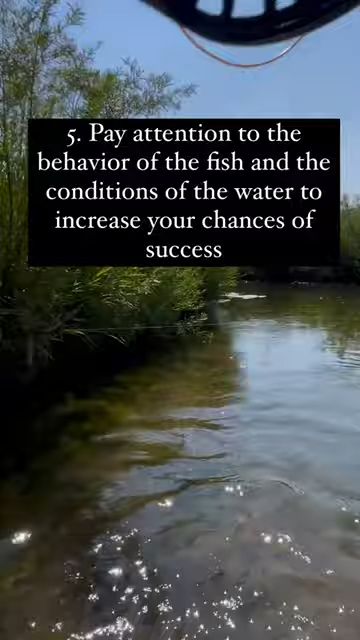 5. Pay attention to the
behavior of the fish and the
conditions of the water to
increase your chances of
success